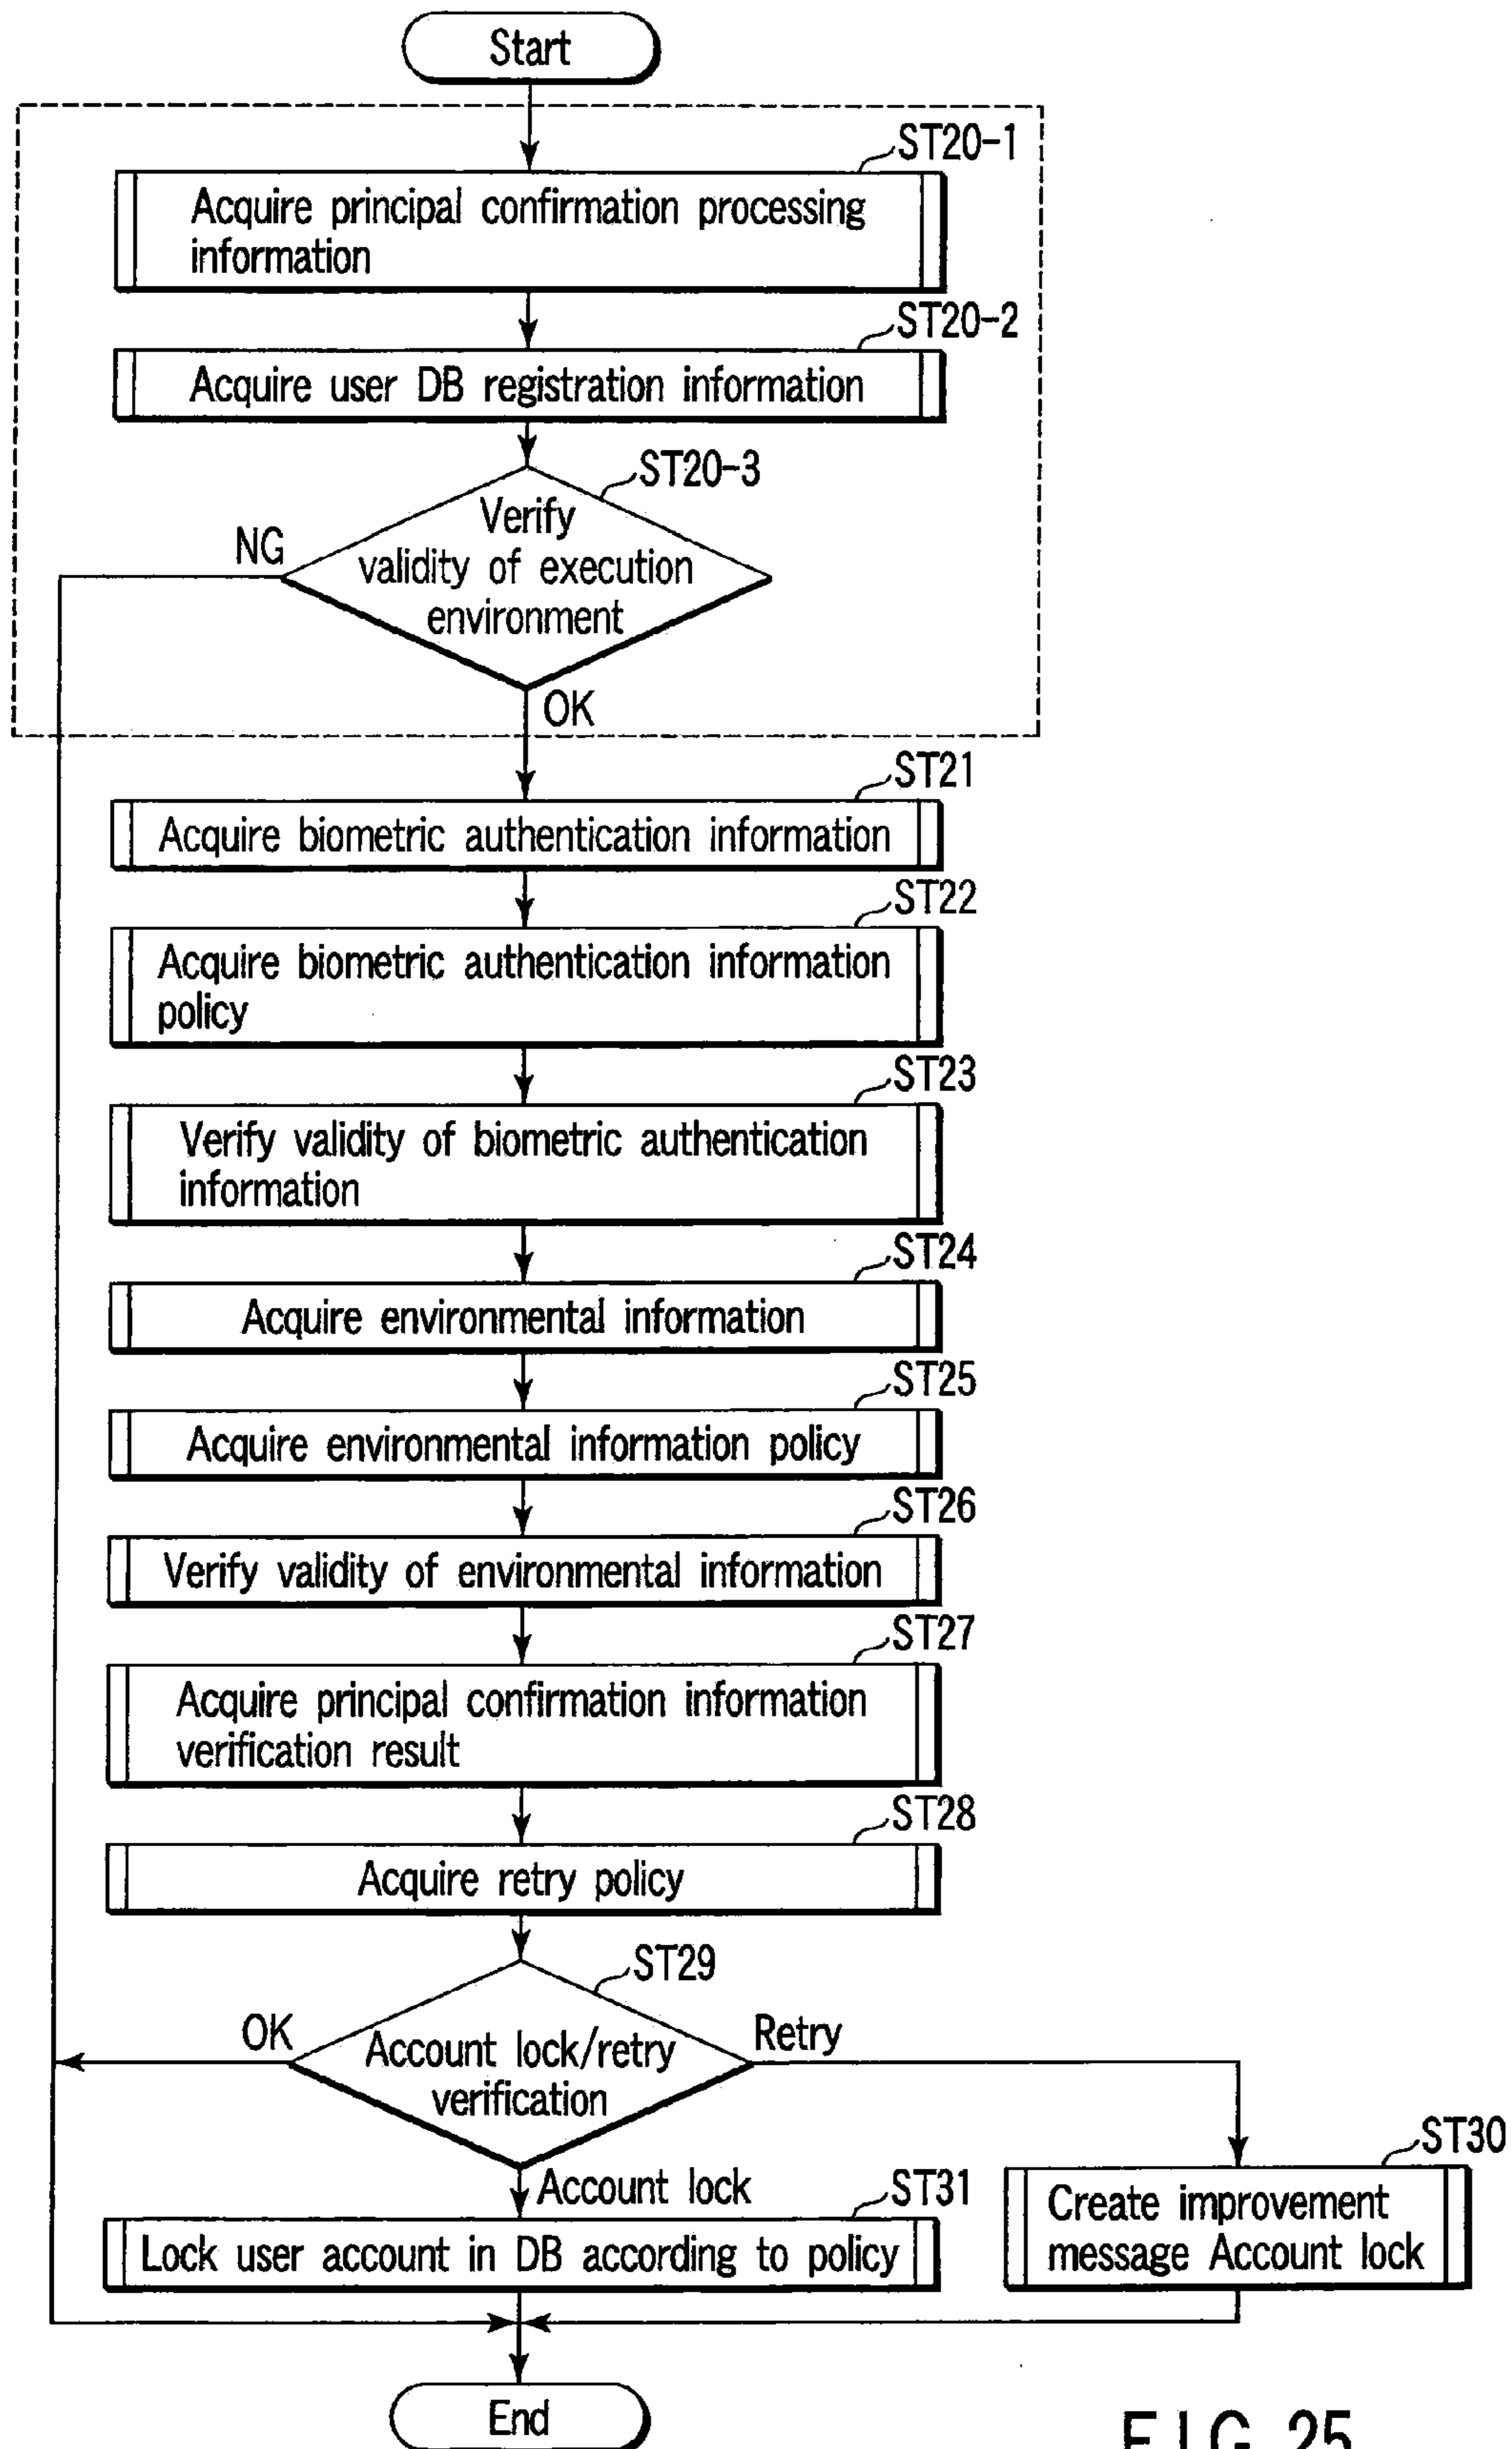 Start
ST20-1
Acquire principal confirmation processing
information
ST20-2
Acquire user DB registration information
ST20-3
Verify
validity of execution
environment
NG
OK
ST21
Acquire biometric authentication information
ST22
Acquire biometric authentication information
policy
ST23
Verify validity of biometric authentication
information
ST24
Acquire environmental information
ST25
Acquire environmental information policy
ST26
Verify validity of environmental information
ST27
Acquire principal confirmation information
verification result
ST28
Acquire retry policy
ST29
OK
Account lock/retry
verification
Retry
ST30
Create improvement
message Account lock
Account lock
ST31
Lock user account in DB according to policy
End
FIG. 25